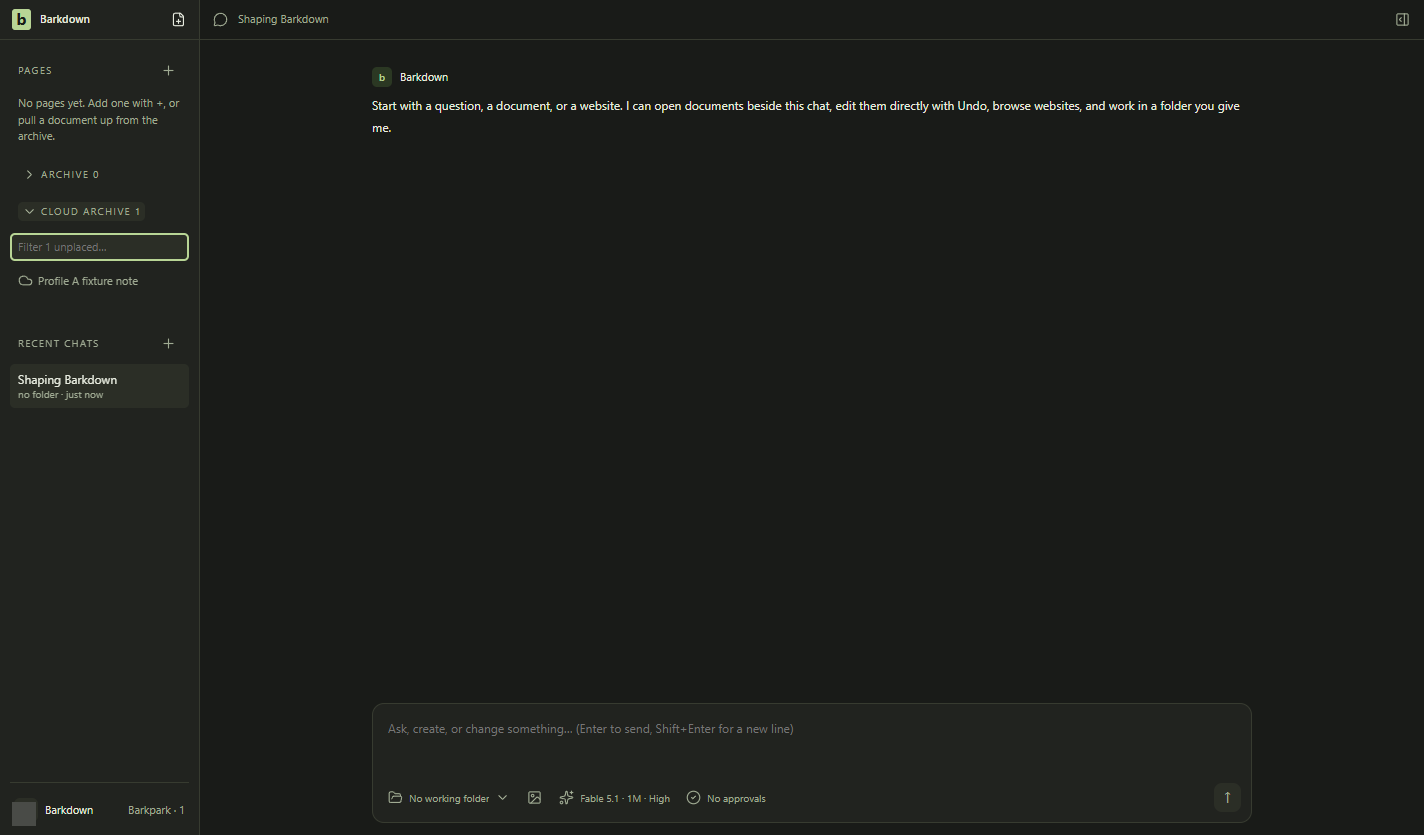 b Barkdown
Shaping Barkdown
PAGES
No pages yet. Add one with +, or
pull a document up from the
archive.
ARCHIVE 0
CLOUD ARCHIVE 1
Filter 1 unplaced...
Profile A fixture note
RECENT CHATS
Shaping Barkdown
no folder · just now
Barkdown
Barkpark · 1
b Barkdown
Start with a question, a document, or a website. I can open documents beside this chat, edit them directly with Undo, browse websites, and work in a folder you give
me.
Ask, create, or change something... (Enter to send, Shift+Enter for a new line)
No working folder
Fable 5.1 · 1M · High
No approvals